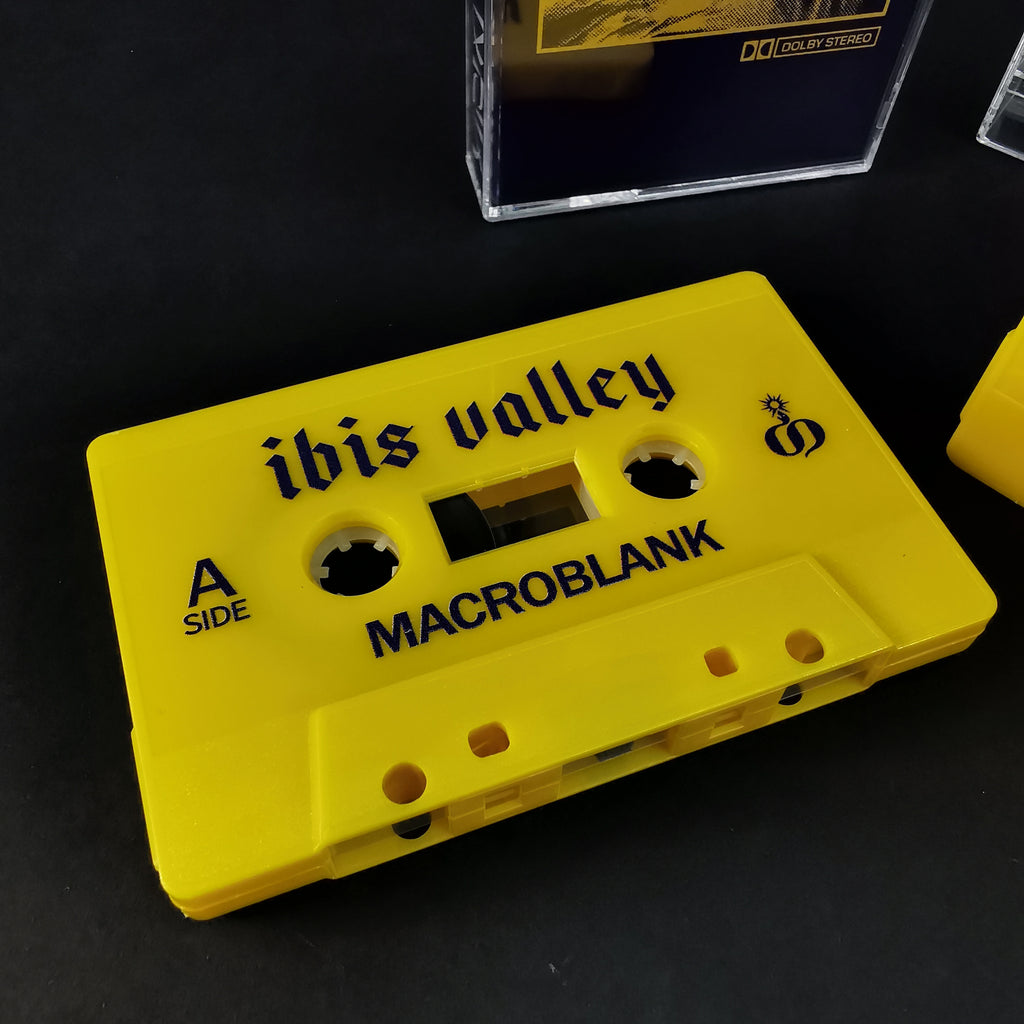 DOLBY STEREO
ibis valley
A
SIDE
MACROBLANK